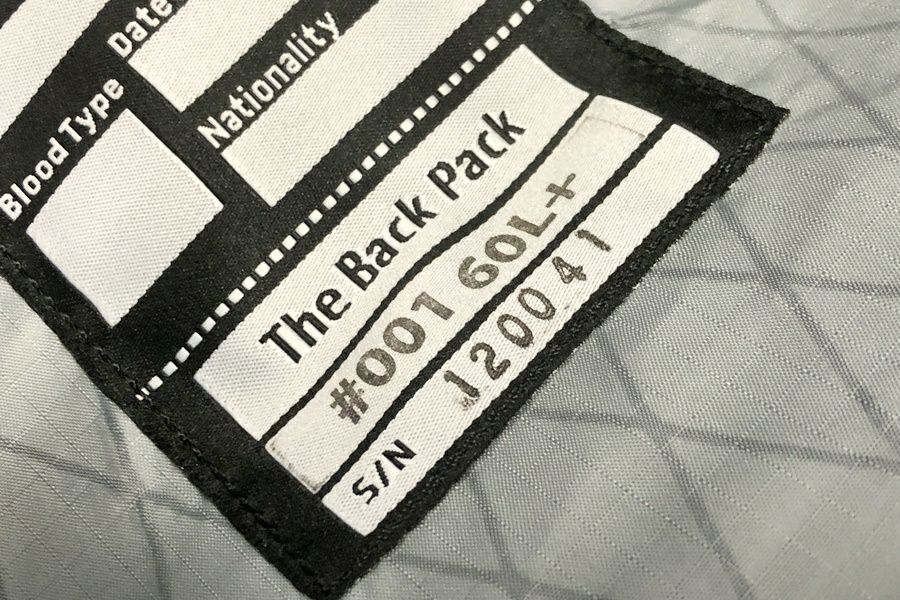 Date
Blood Type
Nationality
The Back Pack
#001 60L+
S/N 120041